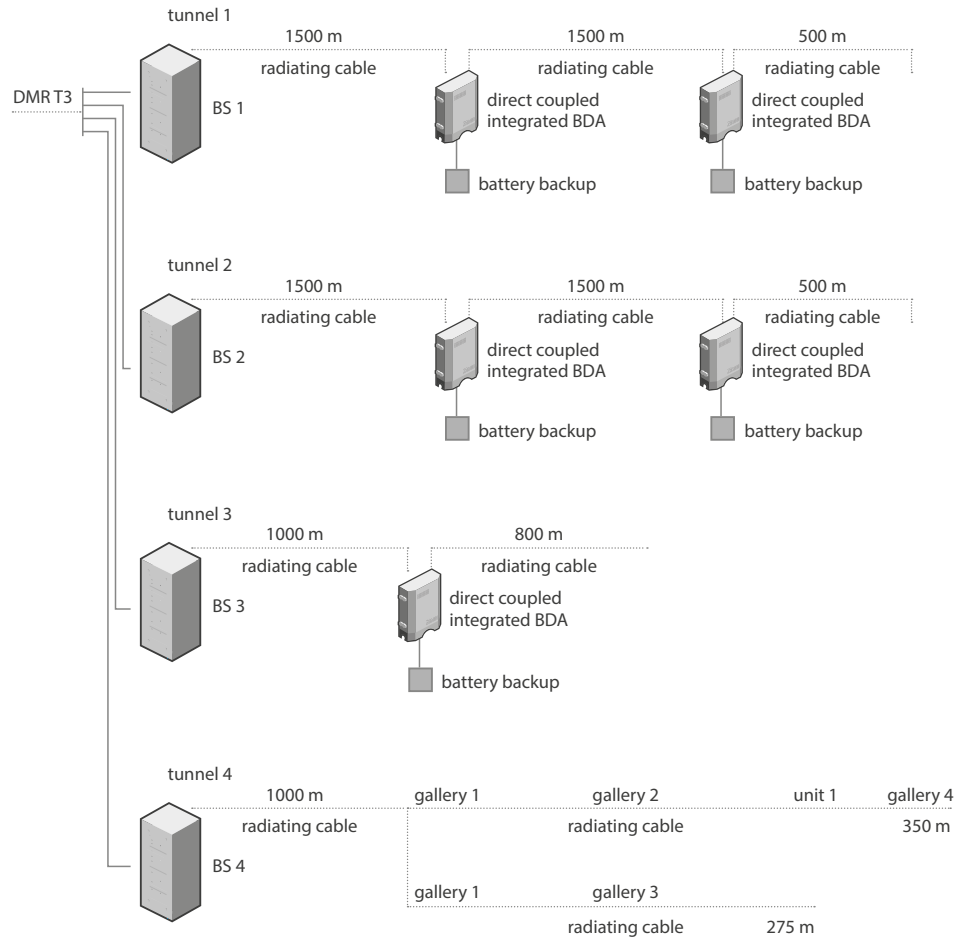 tunnel 1
1500 m
1500 m
500 m
radiating cable
radiating cable
radiating cable
DMR T3
BS 1
direct coupled
integrated BDA
direct coupled
integrated BDA
battery backup
battery backup
tunnel 2
1500 m
1500 m
500 m
radiating cable
radiating cable
radiating cable
BS 2
direct coupled
integrated BDA
direct coupled
integrated BDA
battery backup
battery backup
tunnel 3
1000 m
800 m
radiating cable
radiating cable
BS 3
direct coupled
integrated BDA
battery backup
tunnel 4
1000 m
gallery 1
gallery 2
unit 1
gallery 4
radiating cable
radiating cable
350 m
BS 4
gallery 1
gallery 3
radiating cable
275 m